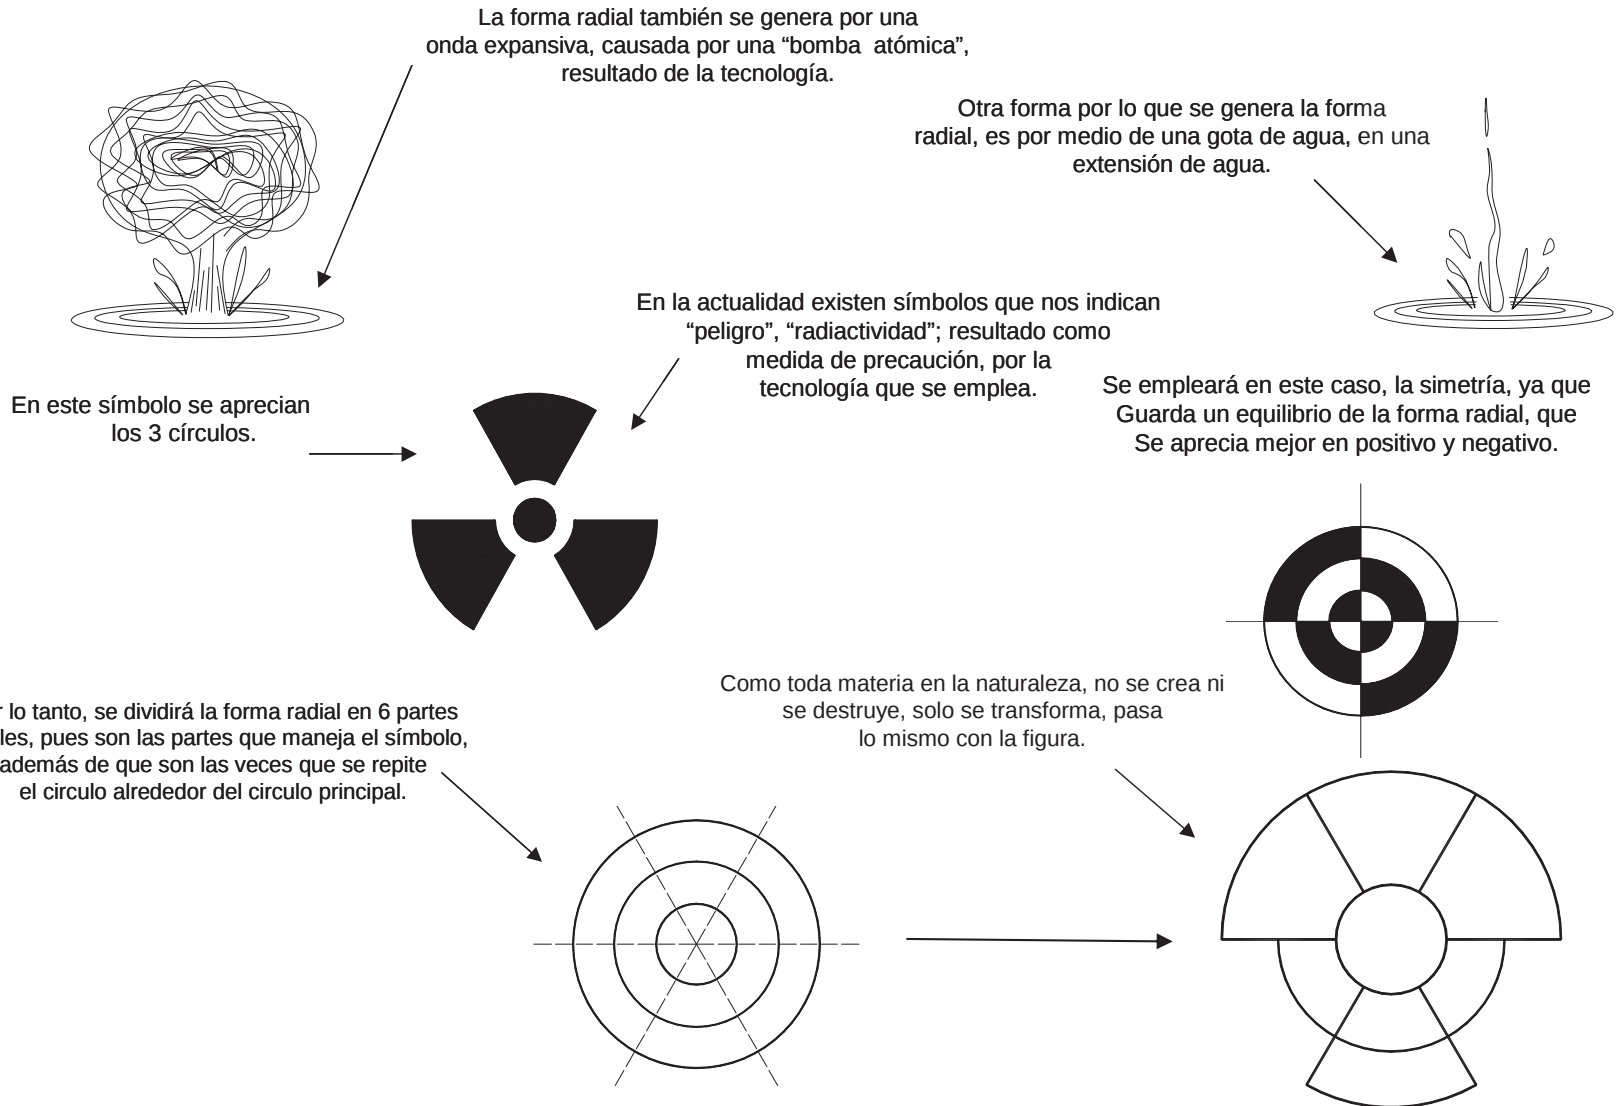 La forma radial también se genera por una
onda expansiva, causada por una “bomba  atómica”,
resultado de la tecnología.
Otra forma por lo que se genera la forma
radial, es por medio de una gota de agua, en una
extensión de agua.
En la actualidad existen símbolos que nos indican
“peligro”, “radiactividad”; resultado como
medida de precaución, por la
tecnología que se emplea.
En este símbolo se aprecian
los 3 círculos.
Se empleará en este caso, la simetría, ya que
Guarda un equilibrio de la forma radial, que
Se aprecia mejor en positivo y negativo.
lo tanto, se dividirá la forma radial en 6 partes
les, pues son las partes que maneja el símbolo,
además de que son las veces que se repite
el circulo alrededor del circulo principal.
Como toda materia en la naturaleza, no se crea ni
se destruye, solo se transforma, pasa
lo mismo con la figura.